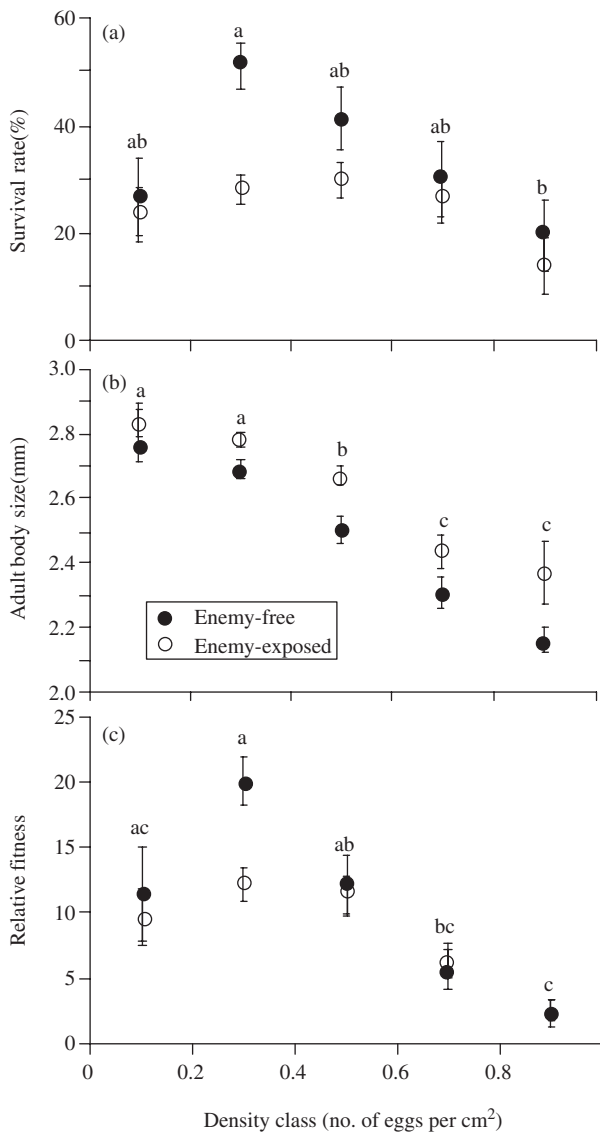 (a)
60
40
20
0
Survival rate(%)
ab
a
ab
ab
b
(b)
3.0
2.8
2.6
2.4
2.2
2.0
Adult body size(mm)
a
a
b
c
c
Enemy-free
Enemy-exposed
(c)
25
20
15
10
5
0
Relative fitness
ac
a
ab
bc
c
0 0.2 0.4 0.6 0.8
Density class (no. of eggs per cm²)